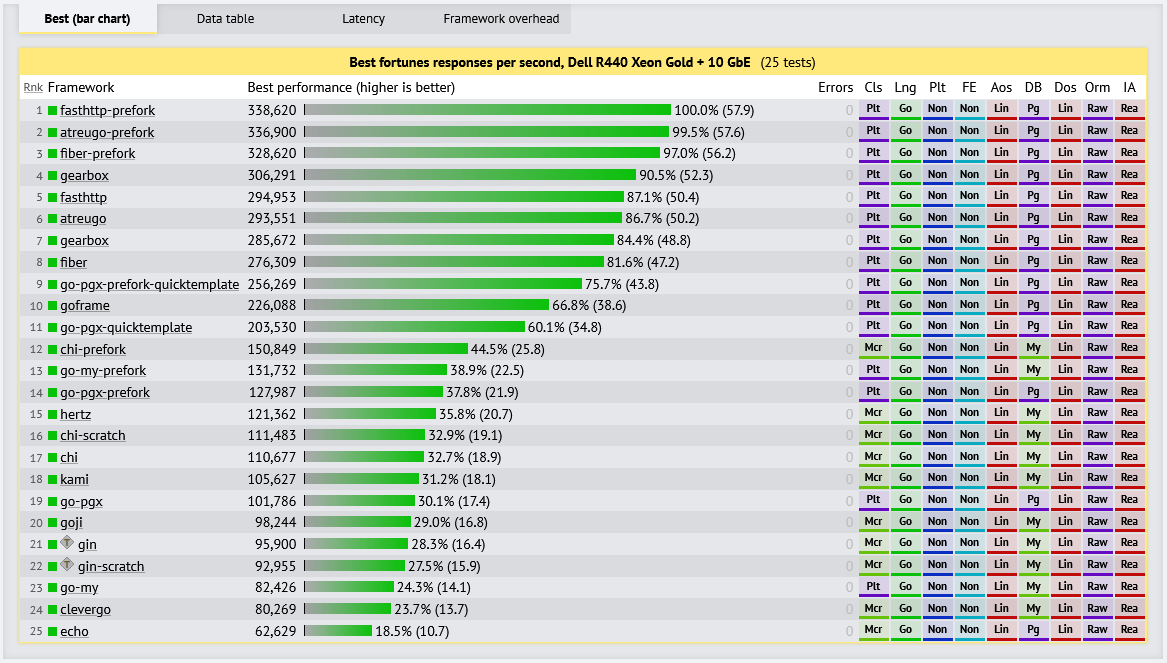 Best (bar chart) Data table Latency Framework overhead
Best fortunes responses per second, Dell R440 Xeon Gold + 10 GbE (25 tests)
Rnk Framework Best performance (higher is better) Errors Cls Lng Plt FE Aos DB Dos Orm IA
1 fasthttp-prefork 338,620 100.0% (57.9) 0 Plt Go Non Non Lin Pg Lin Raw Rea
2 atreugo-prefork 336,900 99.5% (57.6) 0 Plt Go Non Non Lin Pg Lin Raw Rea
3 fiber-prefork 328,620 97.0% (56.2) 0 Plt Go Non Non Lin Pg Lin Raw Rea
4 gearbox 306,291 90.5% (52.3) 0 Plt Go Non Non Lin Pg Lin Raw Rea
5 fasthttp 294,953 87.1% (50.4) 0 Plt Go Non Non Lin Pg Lin Raw Rea
6 atreugo 293,551 86.7% (50.2) 0 Plt Go Non Non Lin Pg Lin Raw Rea
7 gearbox 285,672 84.4% (48.8) 0 Plt Go Non Non Lin Pg Lin Raw Rea
8 fiber 276,309 81.6% (47.2) 0 Plt Go Non Non Lin Pg Lin Raw Rea
9 go-pgx-prefork-quicktemplate 256,269 75.7% (43.8) 0 Plt Go Non Non Lin Pg Lin Raw Rea
10 goframe 226,088 66.8% (38.6) 0 Plt Go Non Non Lin Pg Lin Raw Rea
11 go-pgx-quicktemplate 203,530 60.1% (34.8) 0 Plt Go Non Non Lin Pg Lin Raw Rea
12 chi-prefork 150,849 44.5% (25.8) 0 Mcr Go Non Non Lin My Lin Raw Rea
13 go-my-prefork 131,732 38.9% (22.5) 0 Plt Go Non Non Lin My Lin Raw Rea
14 go-pgx-prefork 127,987 37.8% (21.9) 0 Plt Go Non Non Lin Pg Lin Raw Rea
15 hertz 121,362 35.8% (20.7) 0 Mcr Go Non Non Lin My Lin Raw Rea
16 chi-scratch 111,483 32.9% (19.1) 0 Mcr Go Non Non Lin My Lin Raw Rea
17 chi 110,677 32.7% (18.9) 0 Mcr Go Non Non Lin My Lin Raw Rea
18 kami 105,627 31.2% (18.1) 0 Mcr Go Non Non Lin My Lin Raw Rea
19 go-pgx 101,786 30.1% (17.4) 0 Plt Go Non Non Lin Pg Lin Raw Rea
20 goji 98,244 29.0% (16.8) 0 Mcr Go Non Non Lin My Lin Raw Rea
21 T gin 95,900 28.3% (16.4) 0 Mcr Go Non Non Lin My Lin Raw Rea
22 T gin-scratch 92,955 27.5% (15.9) 0 Mcr Go Non Non Lin My Lin Raw Rea
23 go-my 82,426 24.3% (14.1) 0 Plt Go Non Non Lin My Lin Raw Rea
24 clevergo 80,269 23.7% (13.7) 0 Mcr Go Non Non Lin My Lin Raw Rea
25 echo 62,629 18.5% (10.7) 0 Mcr Go Non Non Lin Pg Lin Raw Rea